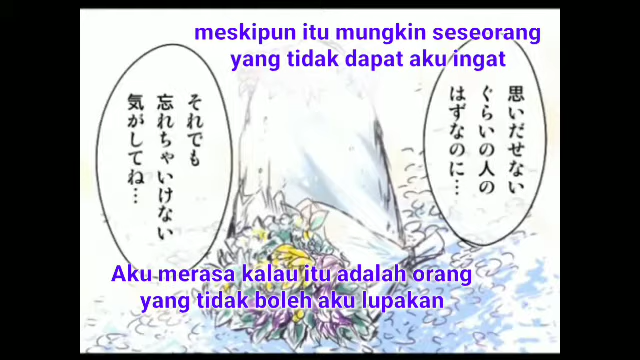 meskipun itu mungkin seseorang
yang tidak dapat aku ingat
思いだせない
ぐらいの人の
はずなのに…
それでも
忘れちゃいけない
気がしてね…
Aku merasa kalau itu adalah orang
yang tidak boleh aku lupakan